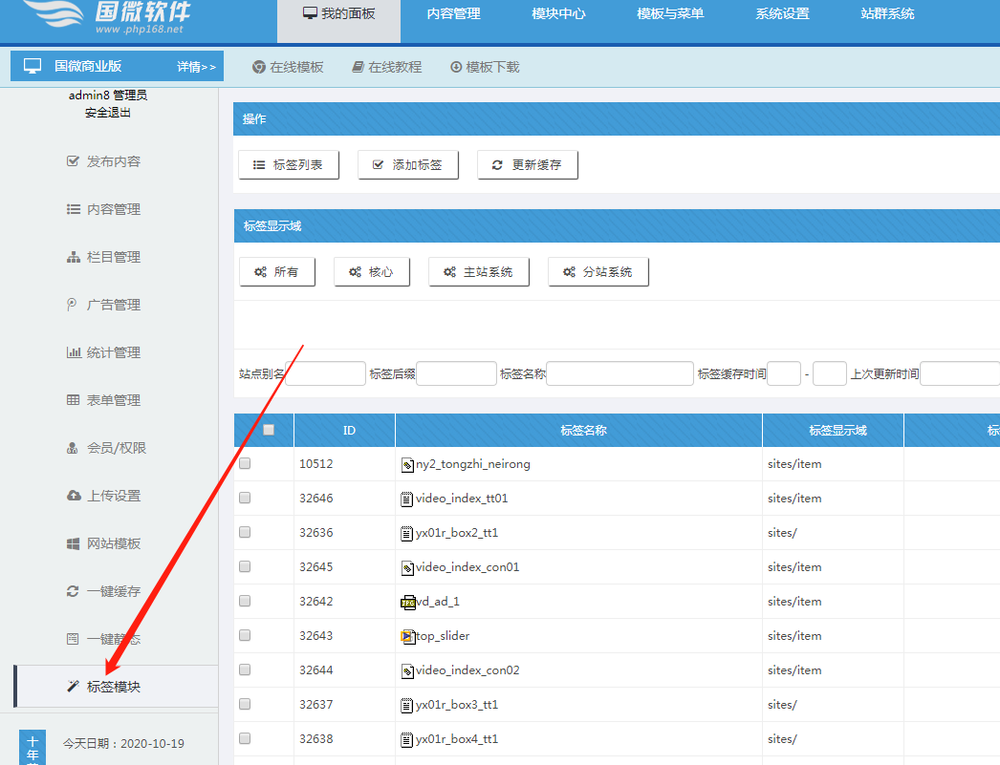 国微软件
www.php168.net
我的面板 内容管理 模块中心 模板与菜单 系统设置 站群系统
国微商业版 详情>> 在线模板 在线教程 模板下载
admin8 管理员
安全退出
发布内容
内容管理
栏目管理
广告管理
统计管理
表单管理
会员/权限
上传设置
网站模板
一键缓存
一键静态
标签模块
今天日期：2020-10-19
十
年
操作
标签列表 添加标签 更新缓存
标签显示域
所有 核心 主站系统 分站系统
站点别名 标签后缀 标签名称 标签缓存时间 - 上次更新时间
ID 标签名称 标签显示域 标
10512 ny2_tongzhi_neirong sites/item
32646 video_index_tt01 sites/item
32636 yx01r_box2_tt1 sites/
32645 video_index_con01 sites/item
32642 vd_ad_1 sites/item
32643 top_slider sites/item
32644 video_index_con02 sites/item
32637 yx01r_box3_tt1 sites/
32638 yx01r_box4_tt1 sites/